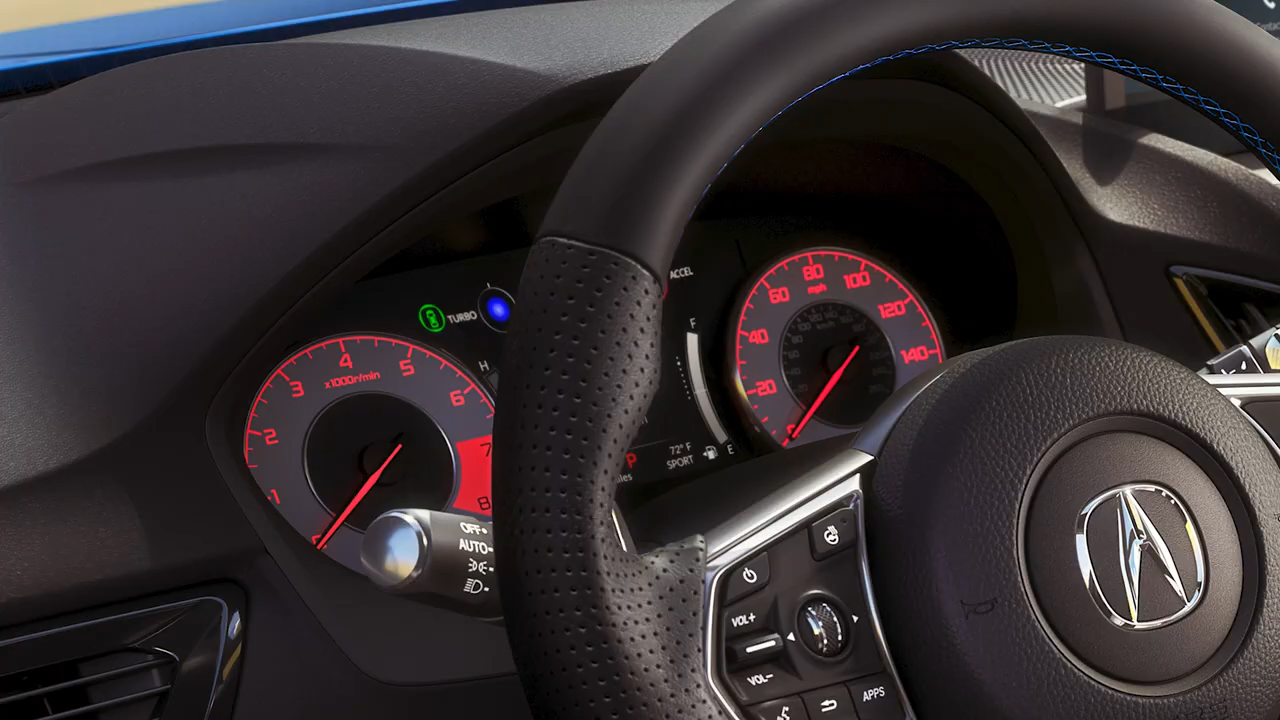 TURBO
ACCEL
H
F
E
1
2
3
4
5
6
7
8
x1000r/min
0
20
40
60
80
100
120
140
mph
km/h
P
72° F
SPORT
OFF
AUTO
VOL+
VOL-
APPS